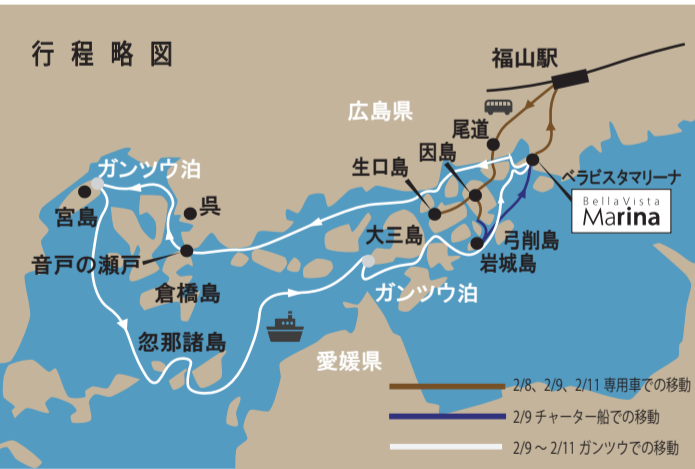 行程略図
福山駅
広島県
尾道
因島
生口島
ベラビスタマリーナ
BellaVista
Marina
ガンツウ泊
宮島
呉
大三島
弓削島
岩城島
音戸の瀬戸
倉橋島
ガンツウ泊
忽那諸島
愛媛県
2/8、2/9、2/11 専用車での移動
2/9 チャーター船での移動
2/9 ～ 2/11 ガンツウでの移動